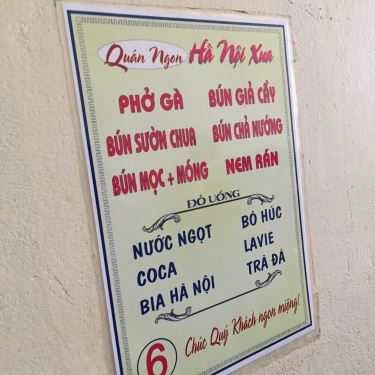 Quán Ngon Hà Nội Xưa
PHỞ GÀ BÚN GIẢ CẦY
BÚN SƯỜN CHUA BÚN CHẢ NƯỚNG
BÚN MỌC + MÓNG NEM RÁN
ĐỒ UỐNG
NƯỚC NGỌT BÒ HÚC
COCA LAVIE
BIA HÀ NỘI TRÀ ĐÁ
6 Chúc Quý Khách ngon miệng!